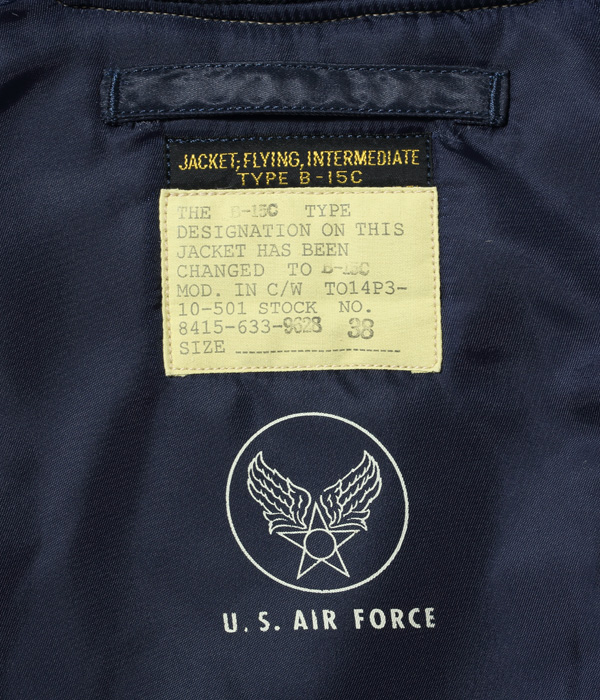 JACKET, FLYING, INTERMEDIATE
TYPE B-15C
THE B-15C TYPE
DESIGNATION ON THIS
JACKET HAS BEEN
CHANGED TO B-15C
MOD. IN C/W TO14P3-
10-501 STOCK NO.
8415-633-9628 38
SIZE
U.S. AIR FORCE